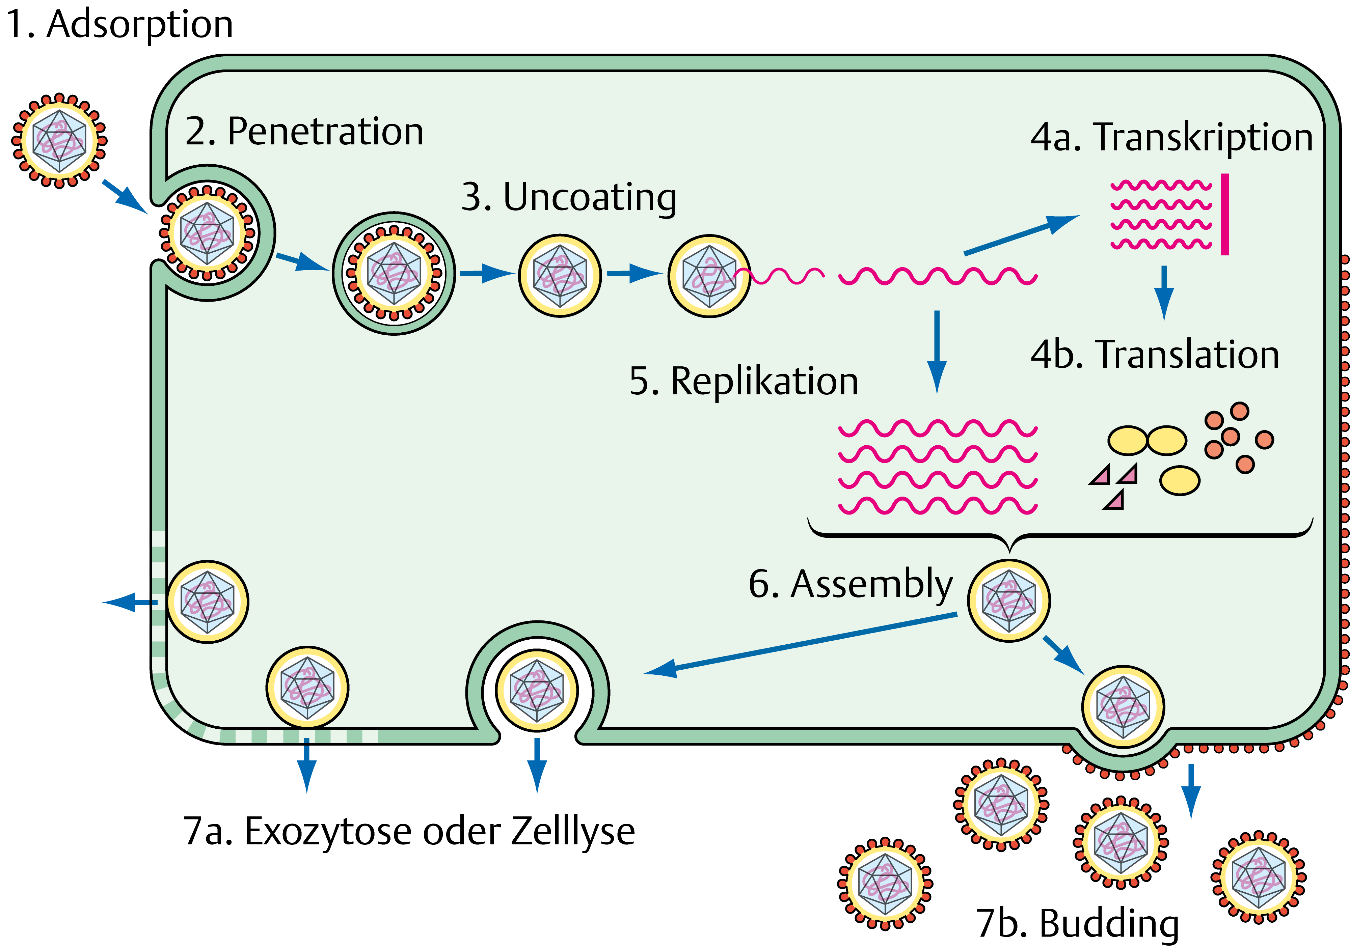 1. Adsorption
2. Penetration
3. Uncoating
4a. Transkription
4b. Translation
5. Replikation
6. Assembly
7a. Exozytose oder Zelllyse
7b. Budding